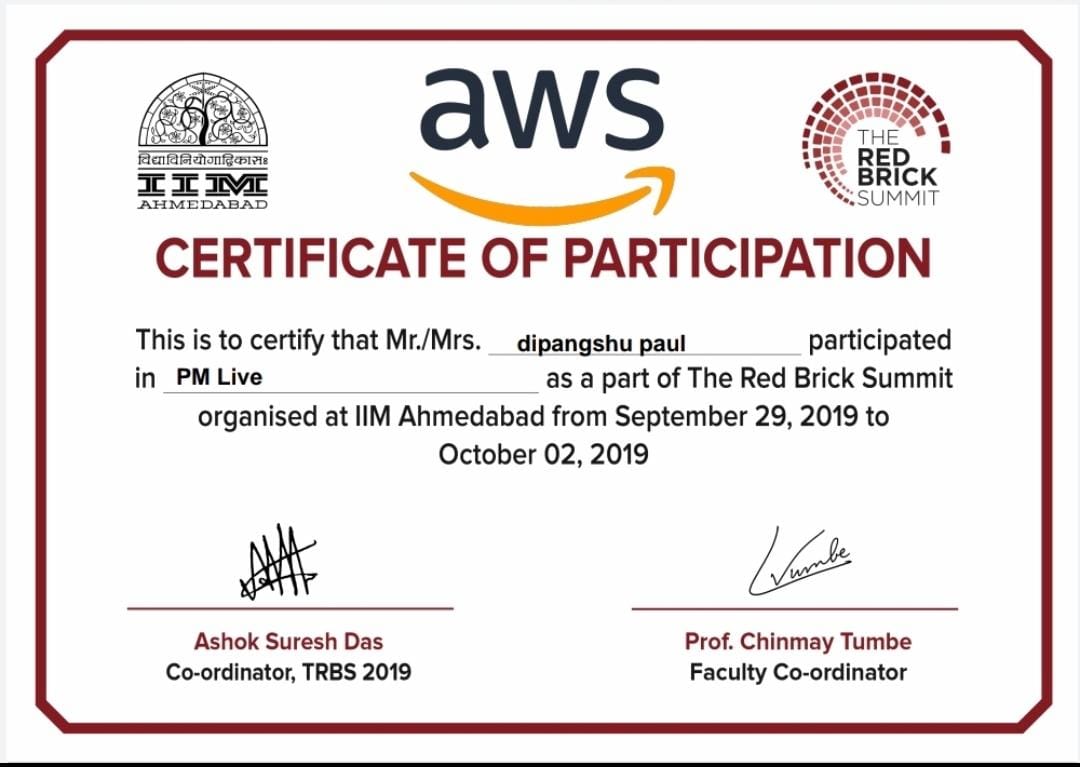 विद्याविनियोगाद्विकासः
IIM
AHMEDABAD
aws
THE
RED
BRICK
SUMMIT
CERTIFICATE OF PARTICIPATION
This is to certify that Mr./Mrs. dipangshu paul participated
in PM Live as a part of The Red Brick Summit
organised at IIM Ahmedabad from September 29, 2019 to
October 02, 2019
Tumbe
Ashok Suresh Das
Co-ordinator, TRBS 2019
Prof. Chinmay Tumbe
Faculty Co-ordinator